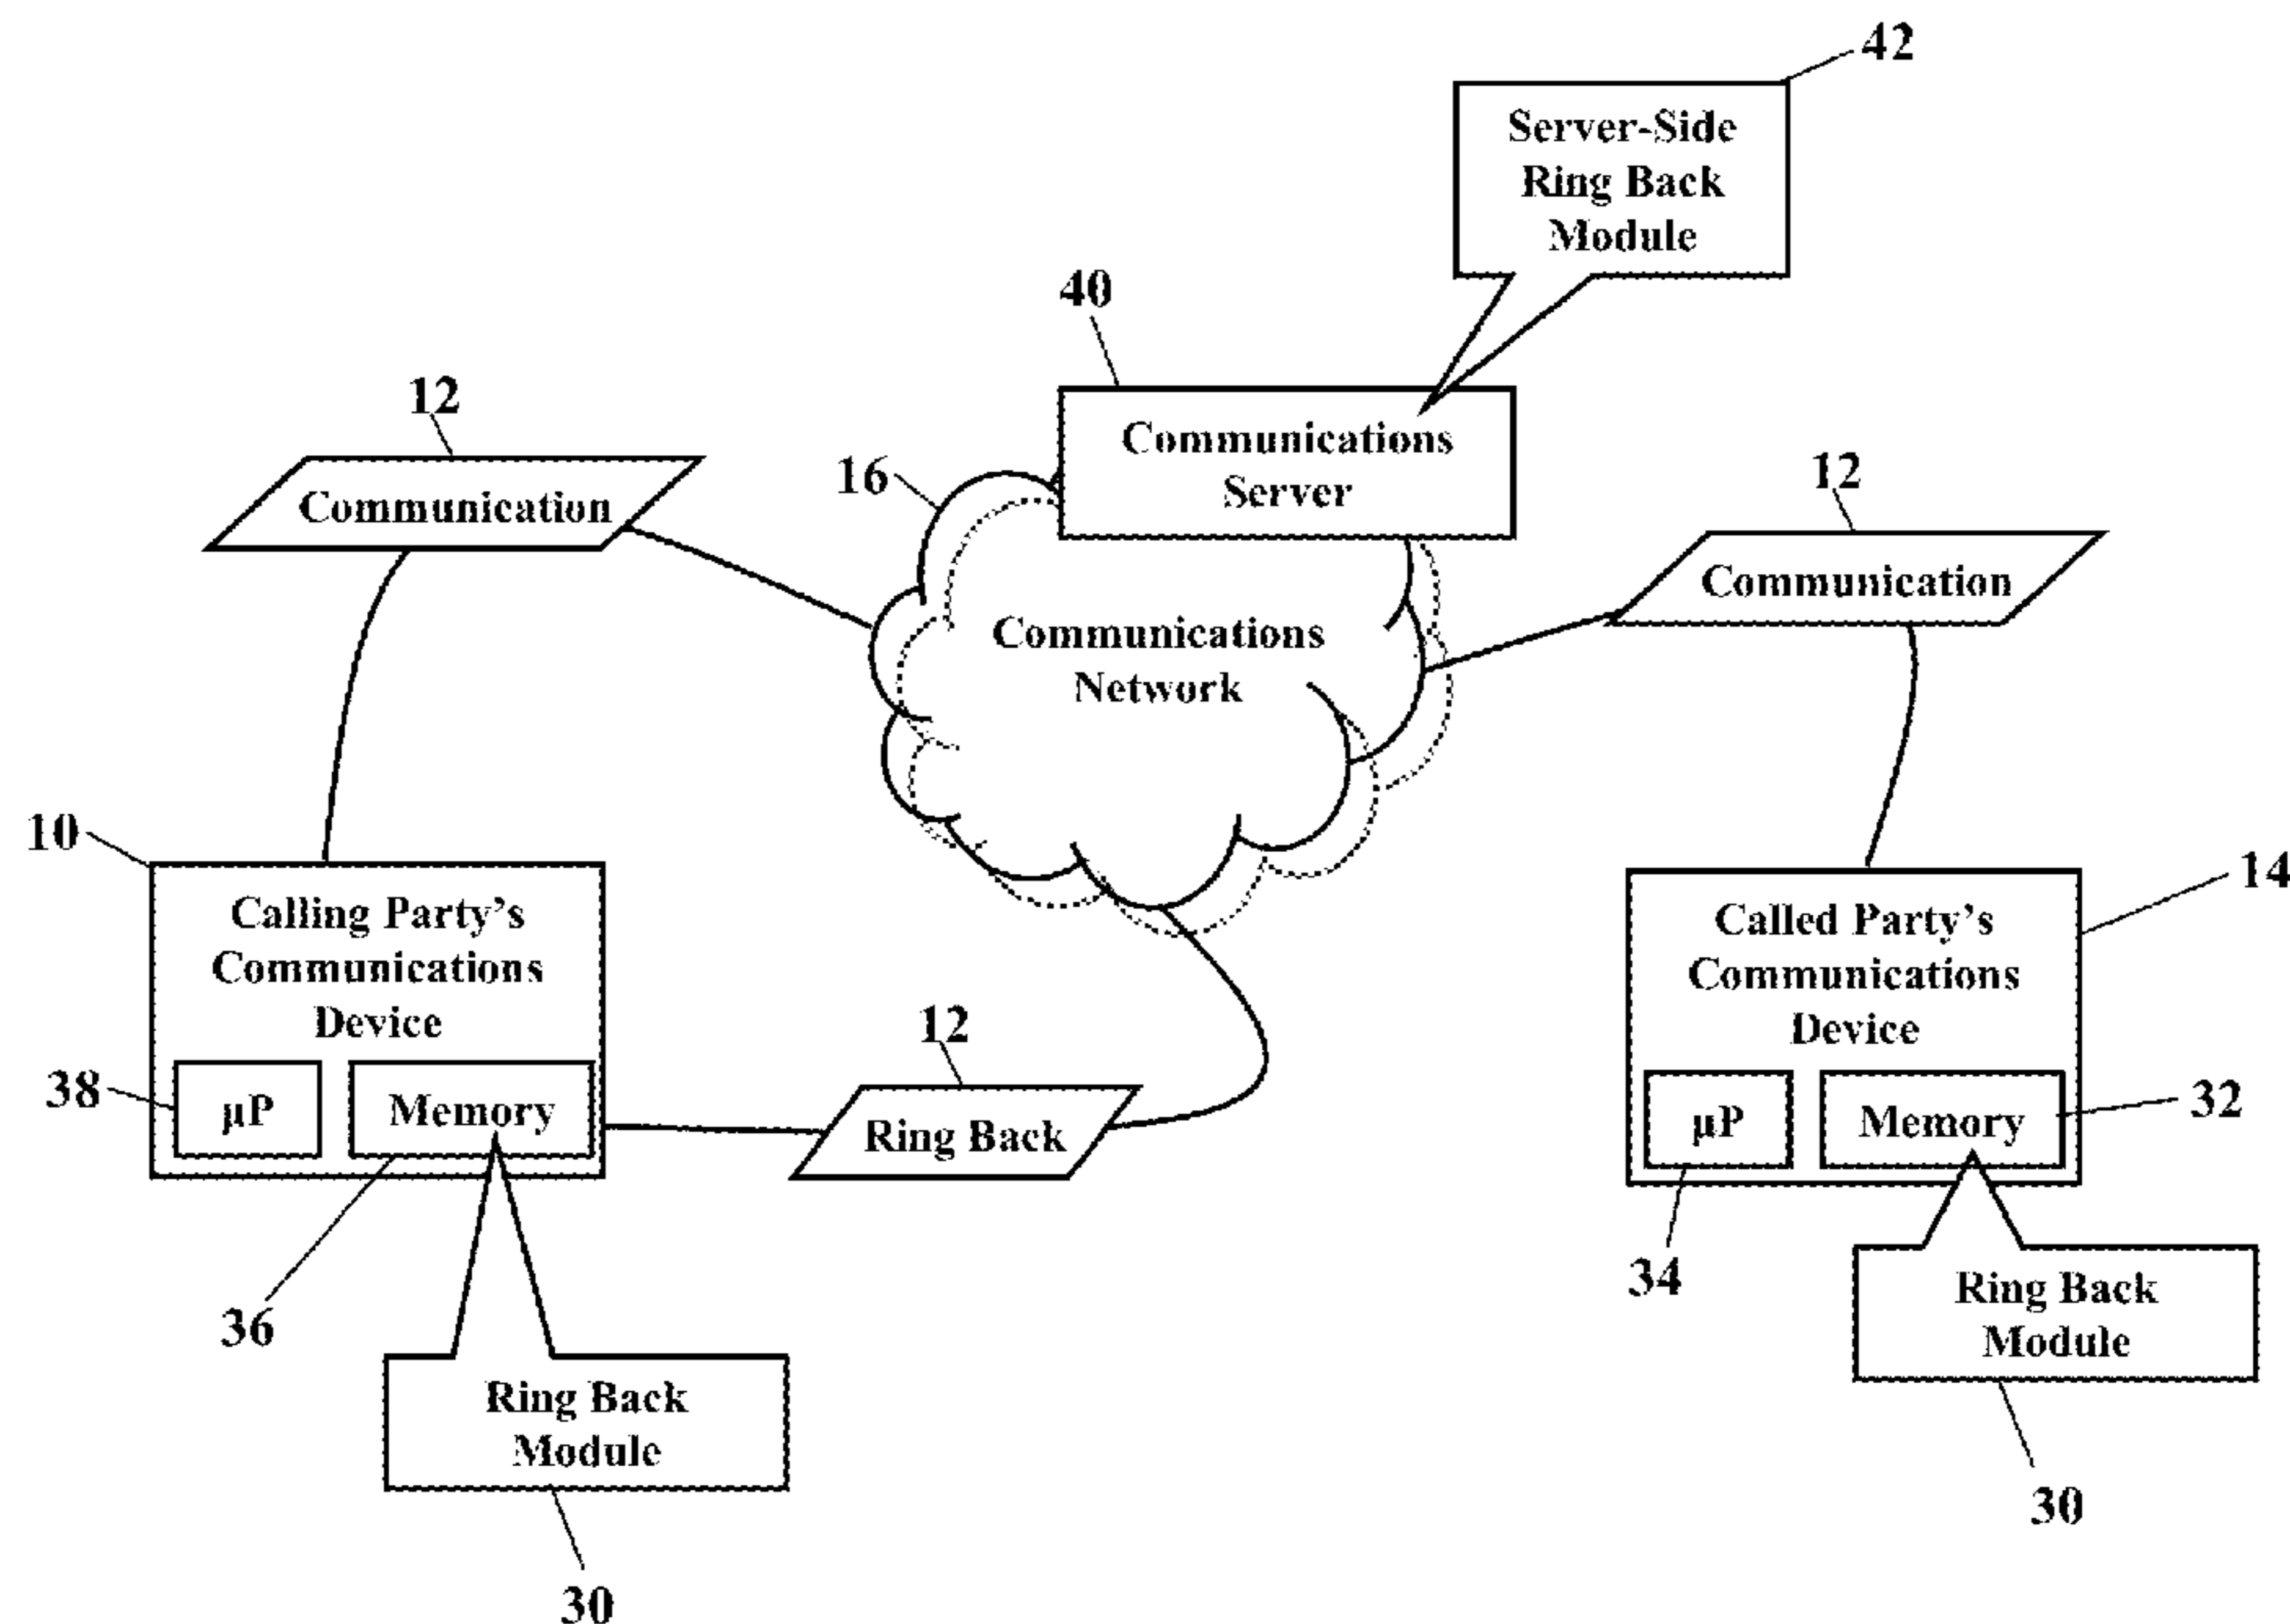 42
Server-Side
Ring Back
Module
40
12
Communications
Server
16
Communication
12
Communication
Communications
Network
10
14
Calling Party's
Communications
Device
Called Party's
Communications
Device
12
38
µP
Memory
Ring Back
µP
Memory
32
36
34
Ring Back
Module
Ring Back
Module
30
30